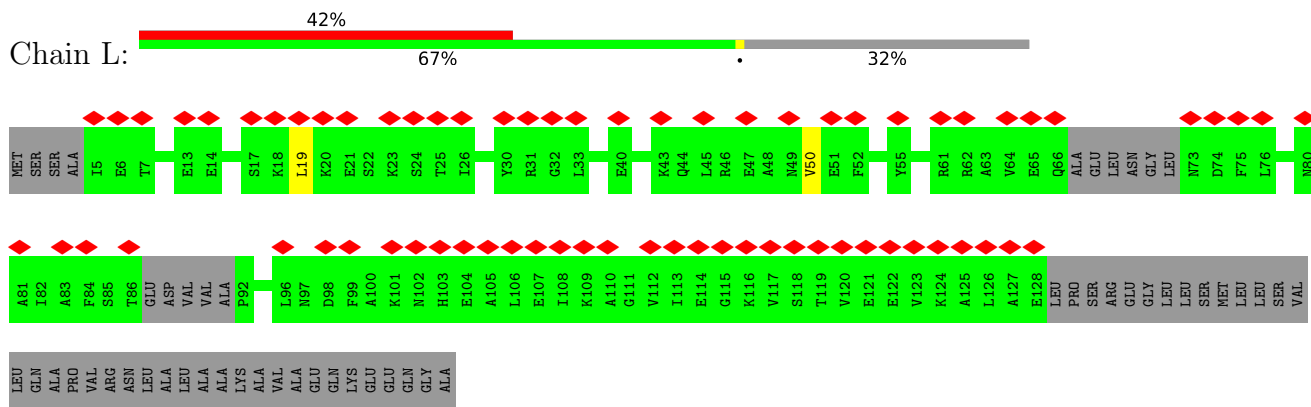 42%
Chain L:
67% • 32%
MET SER SER ALA I5 E6 T7 E13 E14 S17 K18 L19 K20 E21 S22 K23 S24 T25 I26 Y30 R31 G32 L33 E40 K43 Q44 L45 R46 E47 A48 N49 V50 E51 F52 Y55 R61 R62 A63 V64 E65 Q66 ALA GLU LEU ASN GLY LEU N73 D74 F75 L76 N80
A81 I82 A83 F84 S85 T86 GLU ASP VAL VAL ALA P92 L96 N97 D98 F99 A100 K101 N102 H103 E104 A105 L106 E107 I108 K109 A110 G111 V112 I113 E114 G115 K116 V117 S118 T119 V120 E121 E122 V123 K124 A125 L126 A127 E128 LEU PRO SER ARG GLU GLY LEU LEU SER MET LEU LEU SER VAL
LEU GLN ALA PRO VAL ARG ASN LEU ALA LEU ALA ALA LYS ALA VAL ALA GLU GLN LYS GLU GLU GLN GLY ALA